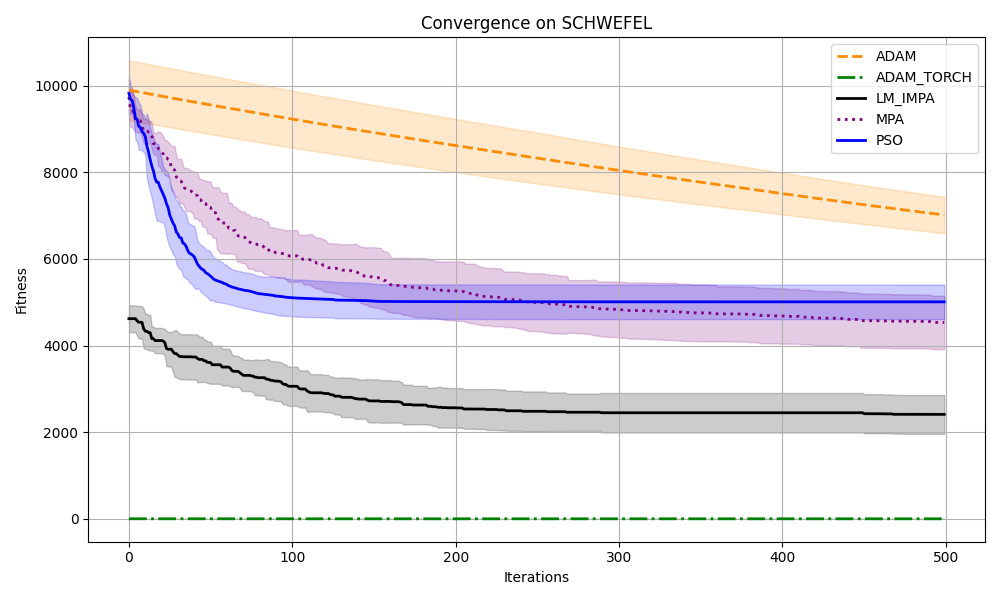 Convergence on SCHWEFEL
ADAM
ADAM_TORCH
LM_IMPA
MPA
PSO
Fitness
10000
8000
6000
4000
2000
0
0 100 200 300 400 500
Iterations